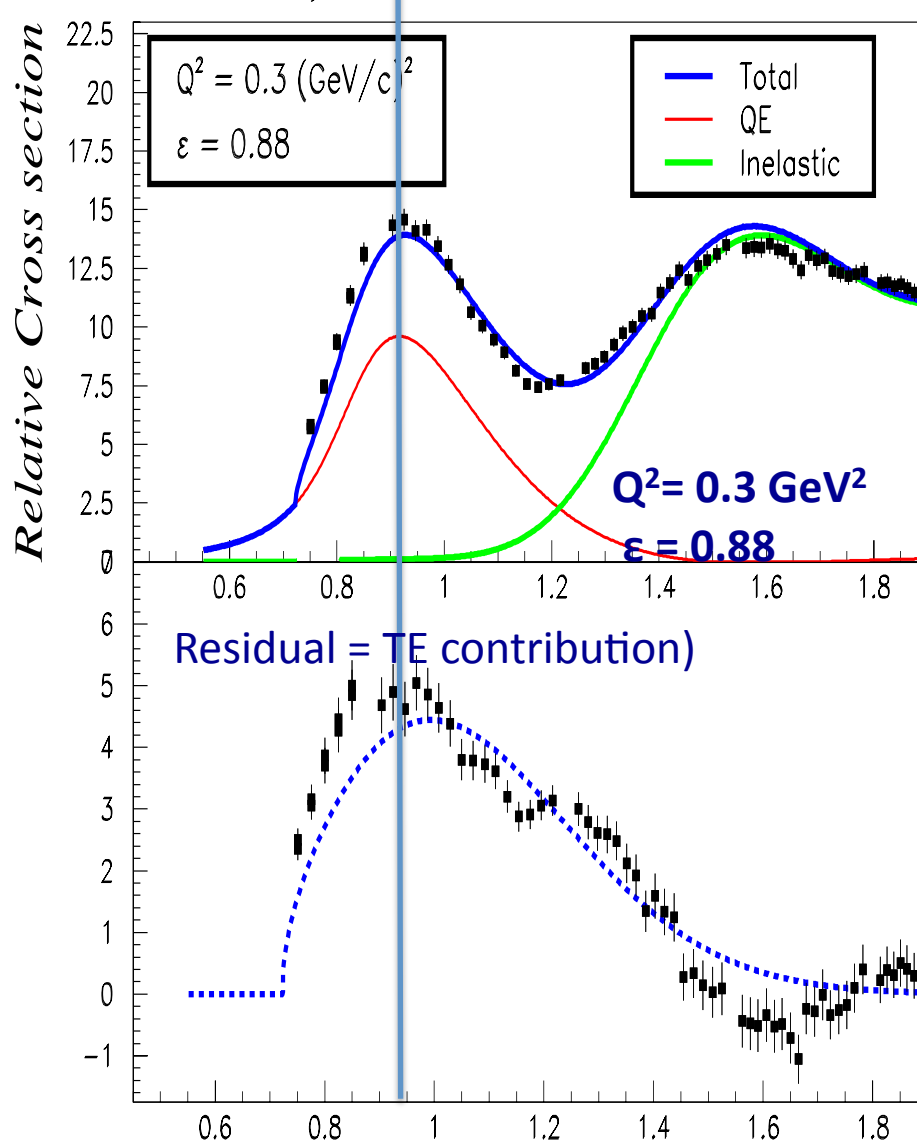 Relative Cross section
22.5
20
17.5
15
12.5
10
7.5
5
2.5
0
Q² = 0.3 (GeV/c)²
ε = 0.88
Total
QE
Inelastic
Q²= 0.3 GeV²
ε = 0.88
0.6 0.8 1 1.2 1.4 1.6 1.8
Residual = TE contribution)
6
5
4
3
2
1
0
−1
0.6 0.8 1 1.2 1.4 1.6 1.8